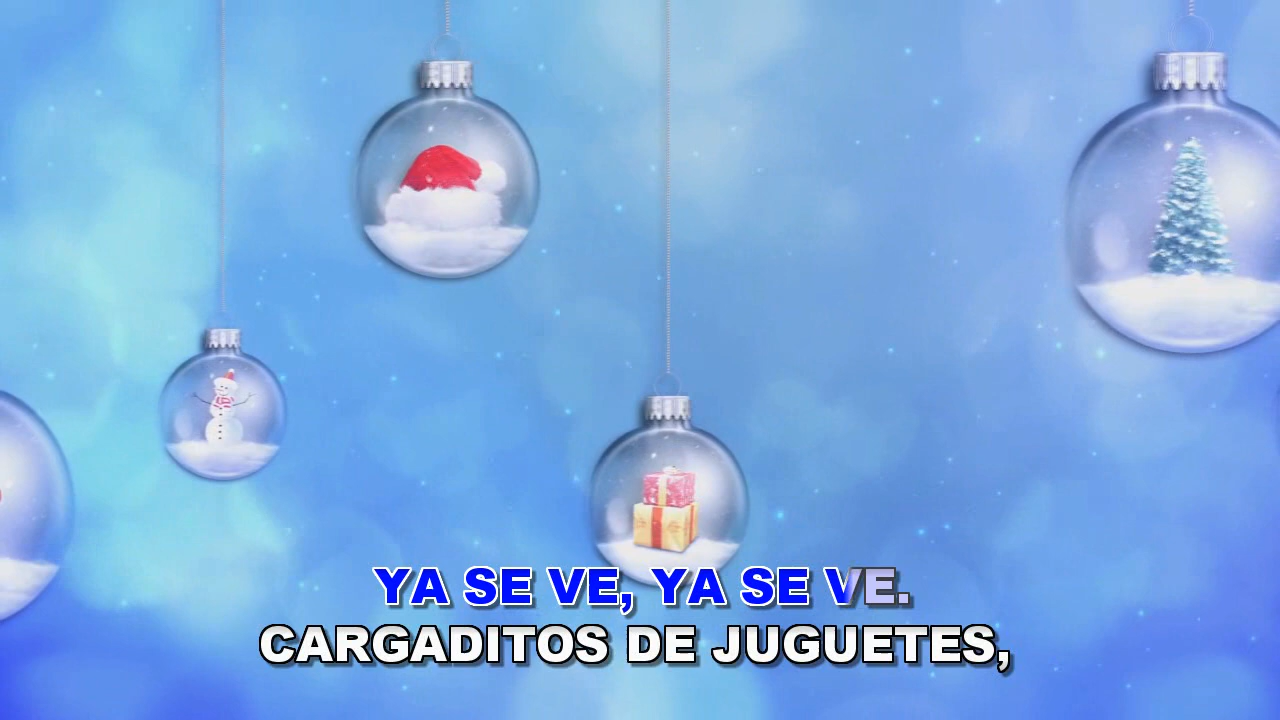 YA SE VE, YA SE VE.
CARGADITOS DE JUGUETES,